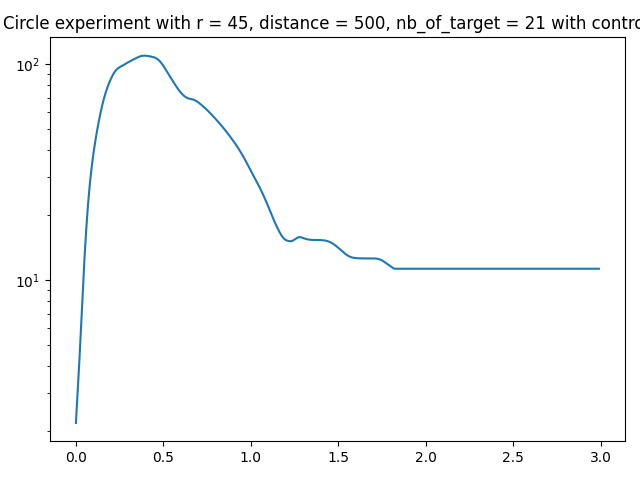 Circle experiment with r = 45, distance = 500, nb_of_target = 21 with contro
10²
10¹
0.0 0.5 1.0 1.5 2.0 2.5 3.0